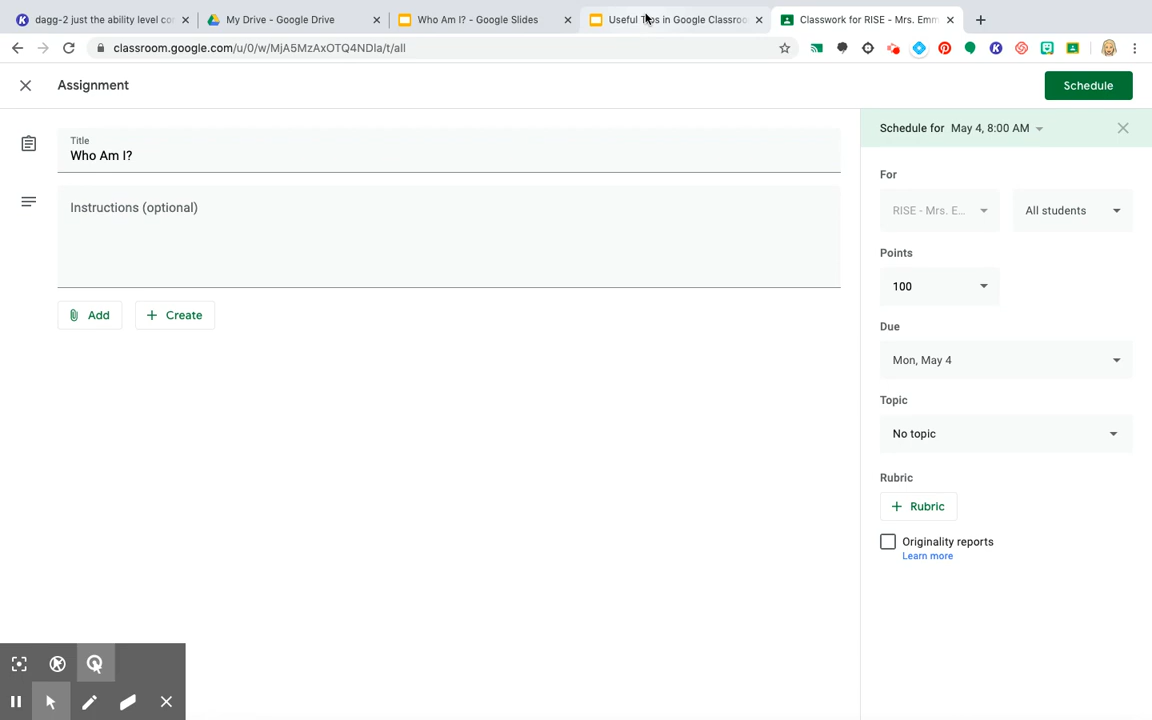 dagg-2 just the ability level co
My Drive - Google Drive
Who Am I? - Google Slides
Useful Tips in Google Classroo
Classwork for RISE - Mrs. Emm
classroom.google.com/u/0/w/MjA5MzAxOTQ4NDla/t/all
Assignment
Schedule
Title
Who Am I?
Instructions (optional)
Add
Create
Schedule for May 4, 8:00 AM
For
RISE - Mrs. E...
All students
Points
100
Due
Mon, May 4
Topic
No topic
Rubric
+ Rubric
Originality reports
Learn more